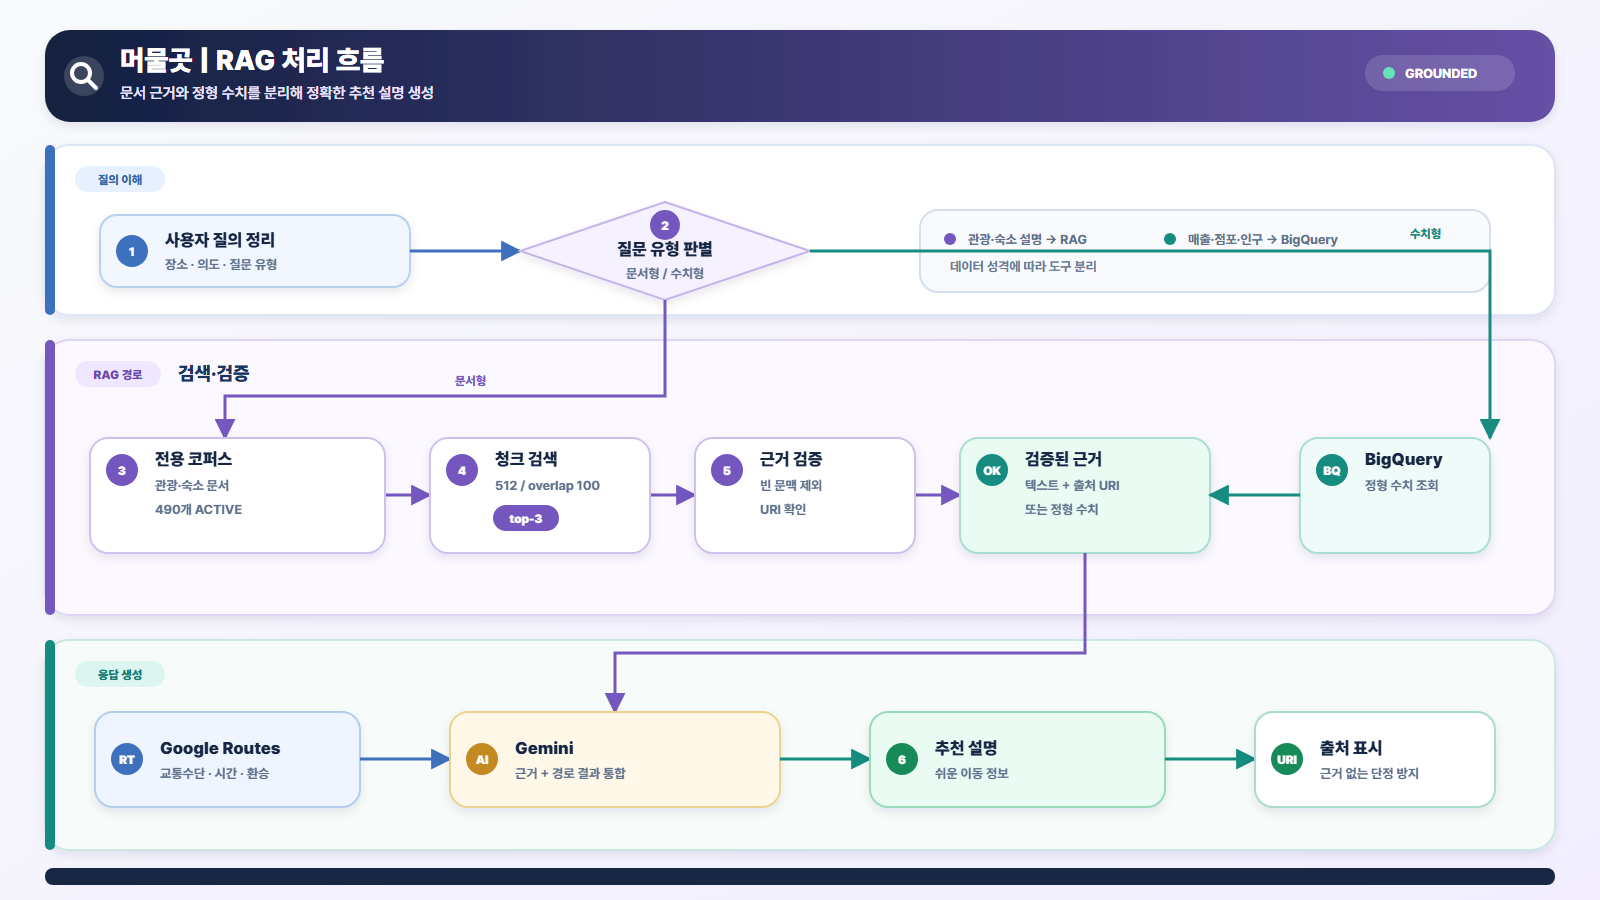 머물곳 | RAG 처리 흐름
문서 근거와 정형 수치를 분리해 정확한 추천 설명 생성
GROUNDED
질의 이해
1
사용자 질의 정리
장소 · 의도 · 질문 유형
2
질문 유형 판별
문서형 / 수치형
관광·숙소 설명 → RAG
매출·점포·인구 → BigQuery
수치형
데이터 성격에 따라 도구 분리
RAG 경로
검색·검증
문서형
3
전용 코퍼스
관광·숙소 문서
490개 ACTIVE
4
청크 검색
512 / overlap 100
top-3
5
근거 검증
빈 문맥 제외
URI 확인
OK
검증된 근거
텍스트 + 출처 URI
또는 정형 수치
BQ
BigQuery
정형 수치 조회
응답 생성
RT
Google Routes
교통수단 · 시간 · 환승
AI
Gemini
근거 + 경로 결과 통합
6
추천 설명
쉬운 이동 정보
URI
출처 표시
근거 없는 단정 방지